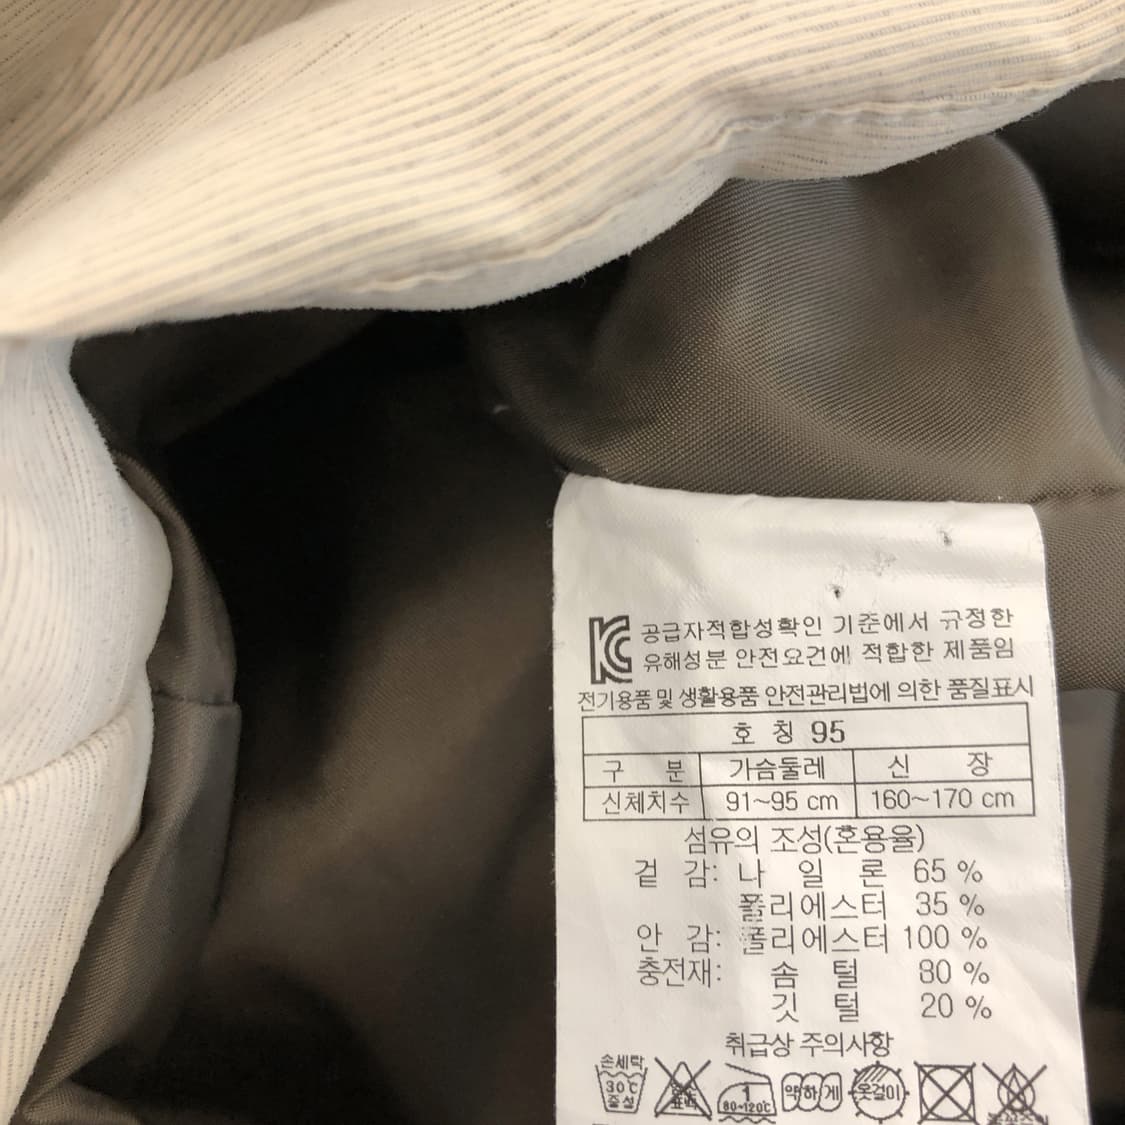 KC 공급자적합성확인 기준에서 규정한
유해성분 안전요건에 적합한 제품임
전기용품 및 생활용품 안전관리법에 의한 품질표시
호 칭 95
구 분 가슴둘레 신 장
신체치수 91~95 cm 160~170 cm
섬유의 조성(혼용율)
겉 감: 나 일 론 65 %
폴리에스터 35 %
안 감: 폴리에스터 100 %
충전재: 솜 털 80 %
깃 털 20 %
취급상 주의사항
손세탁
30℃
중성
표백
1
80~120℃
약하게
옷걸이